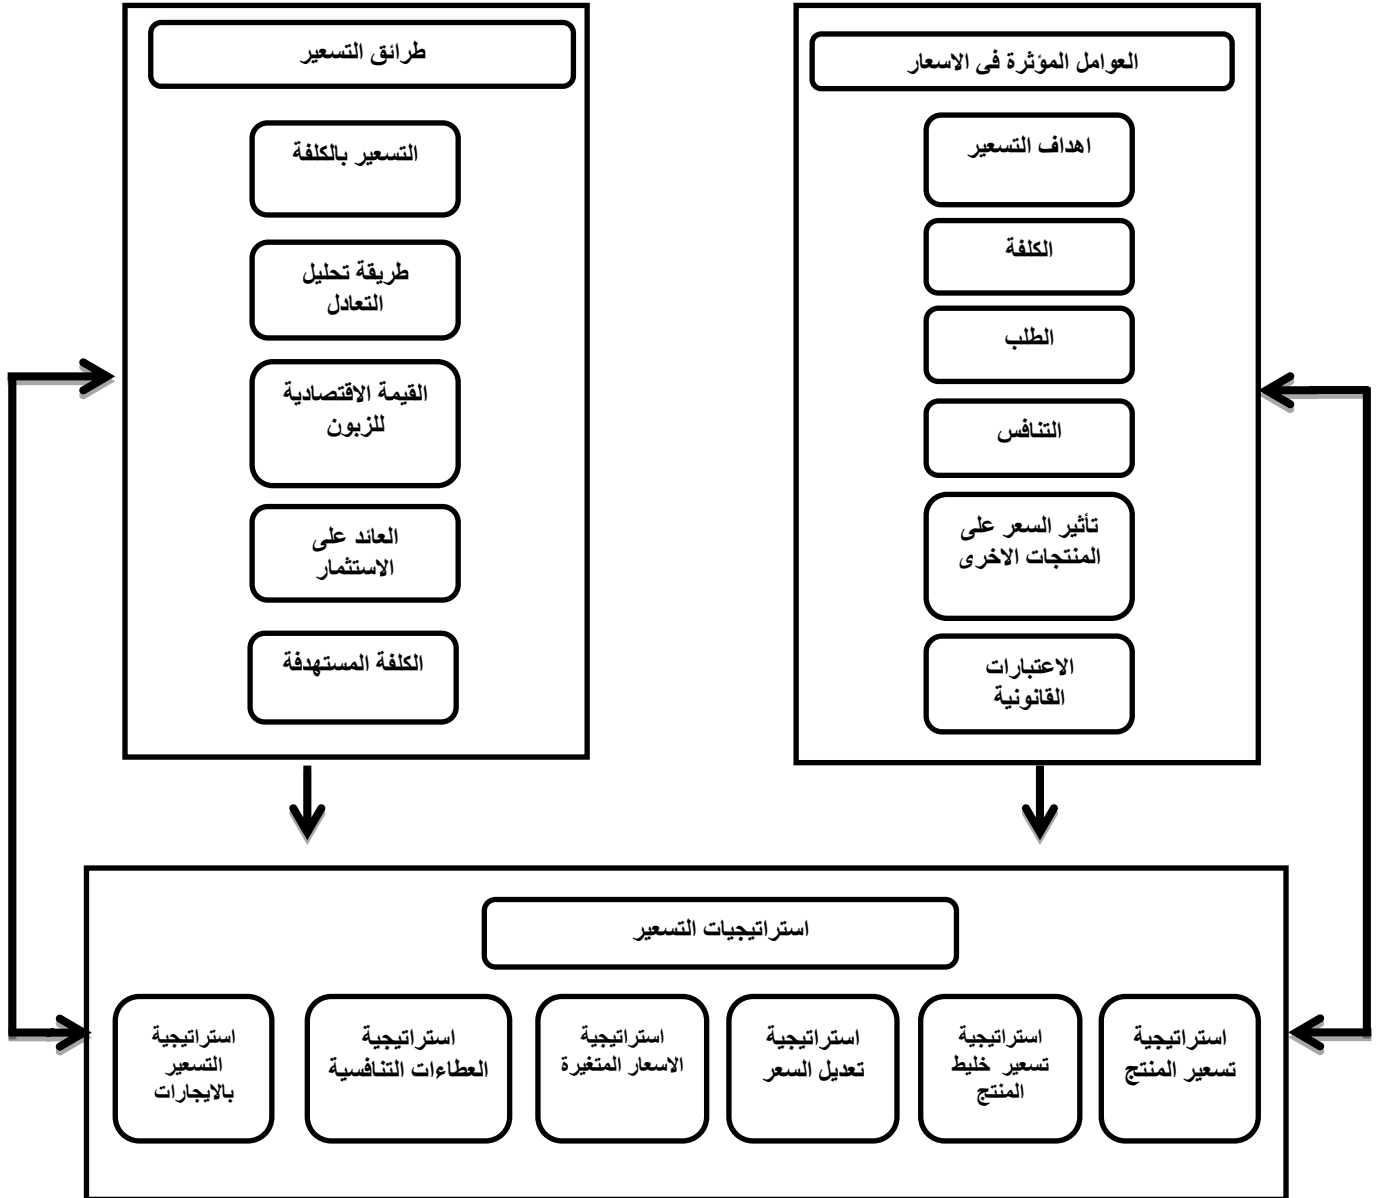 العوامل المؤثرة فى الاسعار
اهداف التسعير
الكلفة
الطلب
التنافس
تأثير السعر على
المنتجات الاخرى
الاعتبارات
القانونية
طرائق التسعير
التسعير بالكلفة
طريقة تحليل
التعادل
القيمة الاقتصادية
للزبون
العائد على
الاستثمار
الكلفة المستهدفة
استراتيجيات التسعير
استراتيجية
تسعير المنتج
استراتيجية
تسعير خليط
المنتج
استراتيجية
تعديل السعر
استراتيجية
الاسعار المتغيرة
استراتيجية
العطاءات التنافسية
استراتيجية
التسعير
بالايجارات